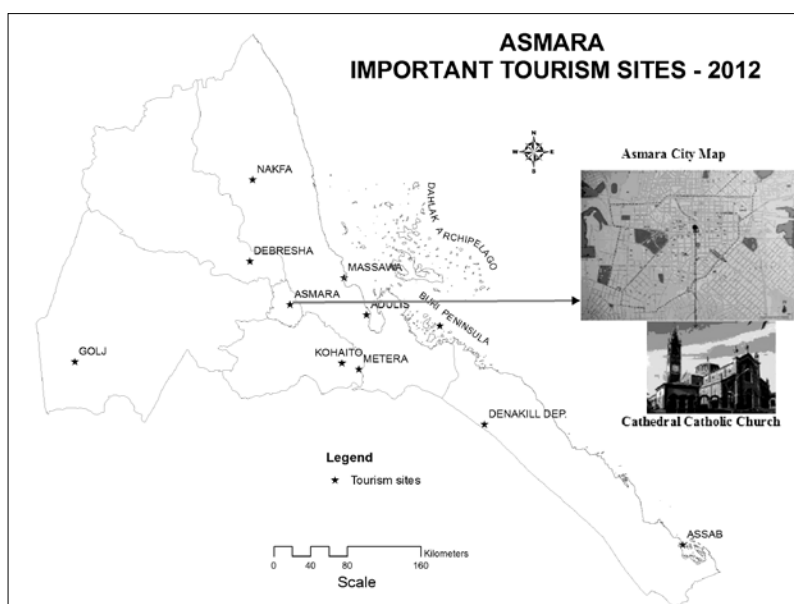 ASMARA
IMPORTANT TOURISM SITES - 2012
N
W E
S
Asmara City Map
NAKFA
DAHLAK ARCHIPELAGO
DEBRESHA
MASSAWA
ASMARA
ADULIS
BURI PENINSULA
GOLJ
KOHAITO
METERA
DENAKILL DEP.
Cathedral Catholic Church
Legend
Tourism sites
ASSAB
Kilometers
0 40 80 160
Scale